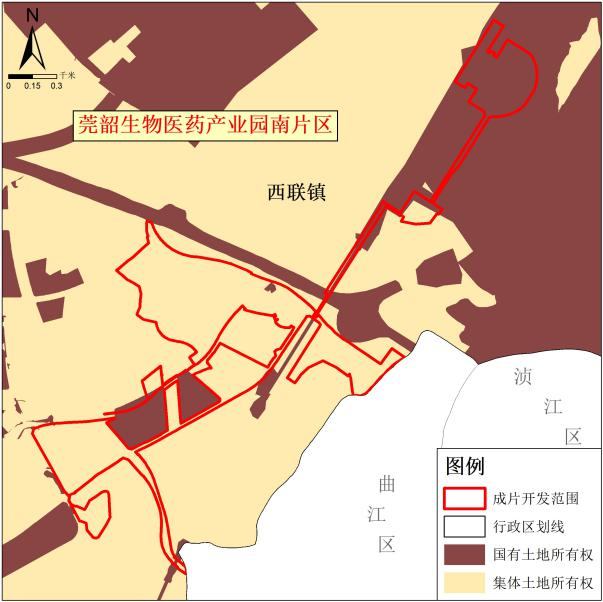 N
千米
0 0.15 0.3
莞韶生物医药产业园南片区
西联镇
浈江区
曲江区
图例
成片开发范围
行政区划线
国有土地所有权
集体土地所有权